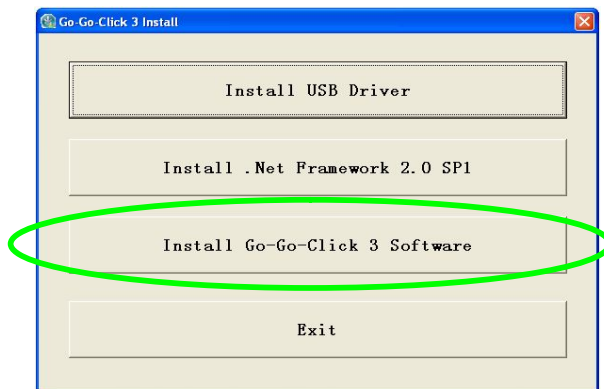 Go-Go-Click 3 Install
Install USB Driver
Install .Net Framework 2.0 SP1
Install Go-Go-Click 3 Software
Exit